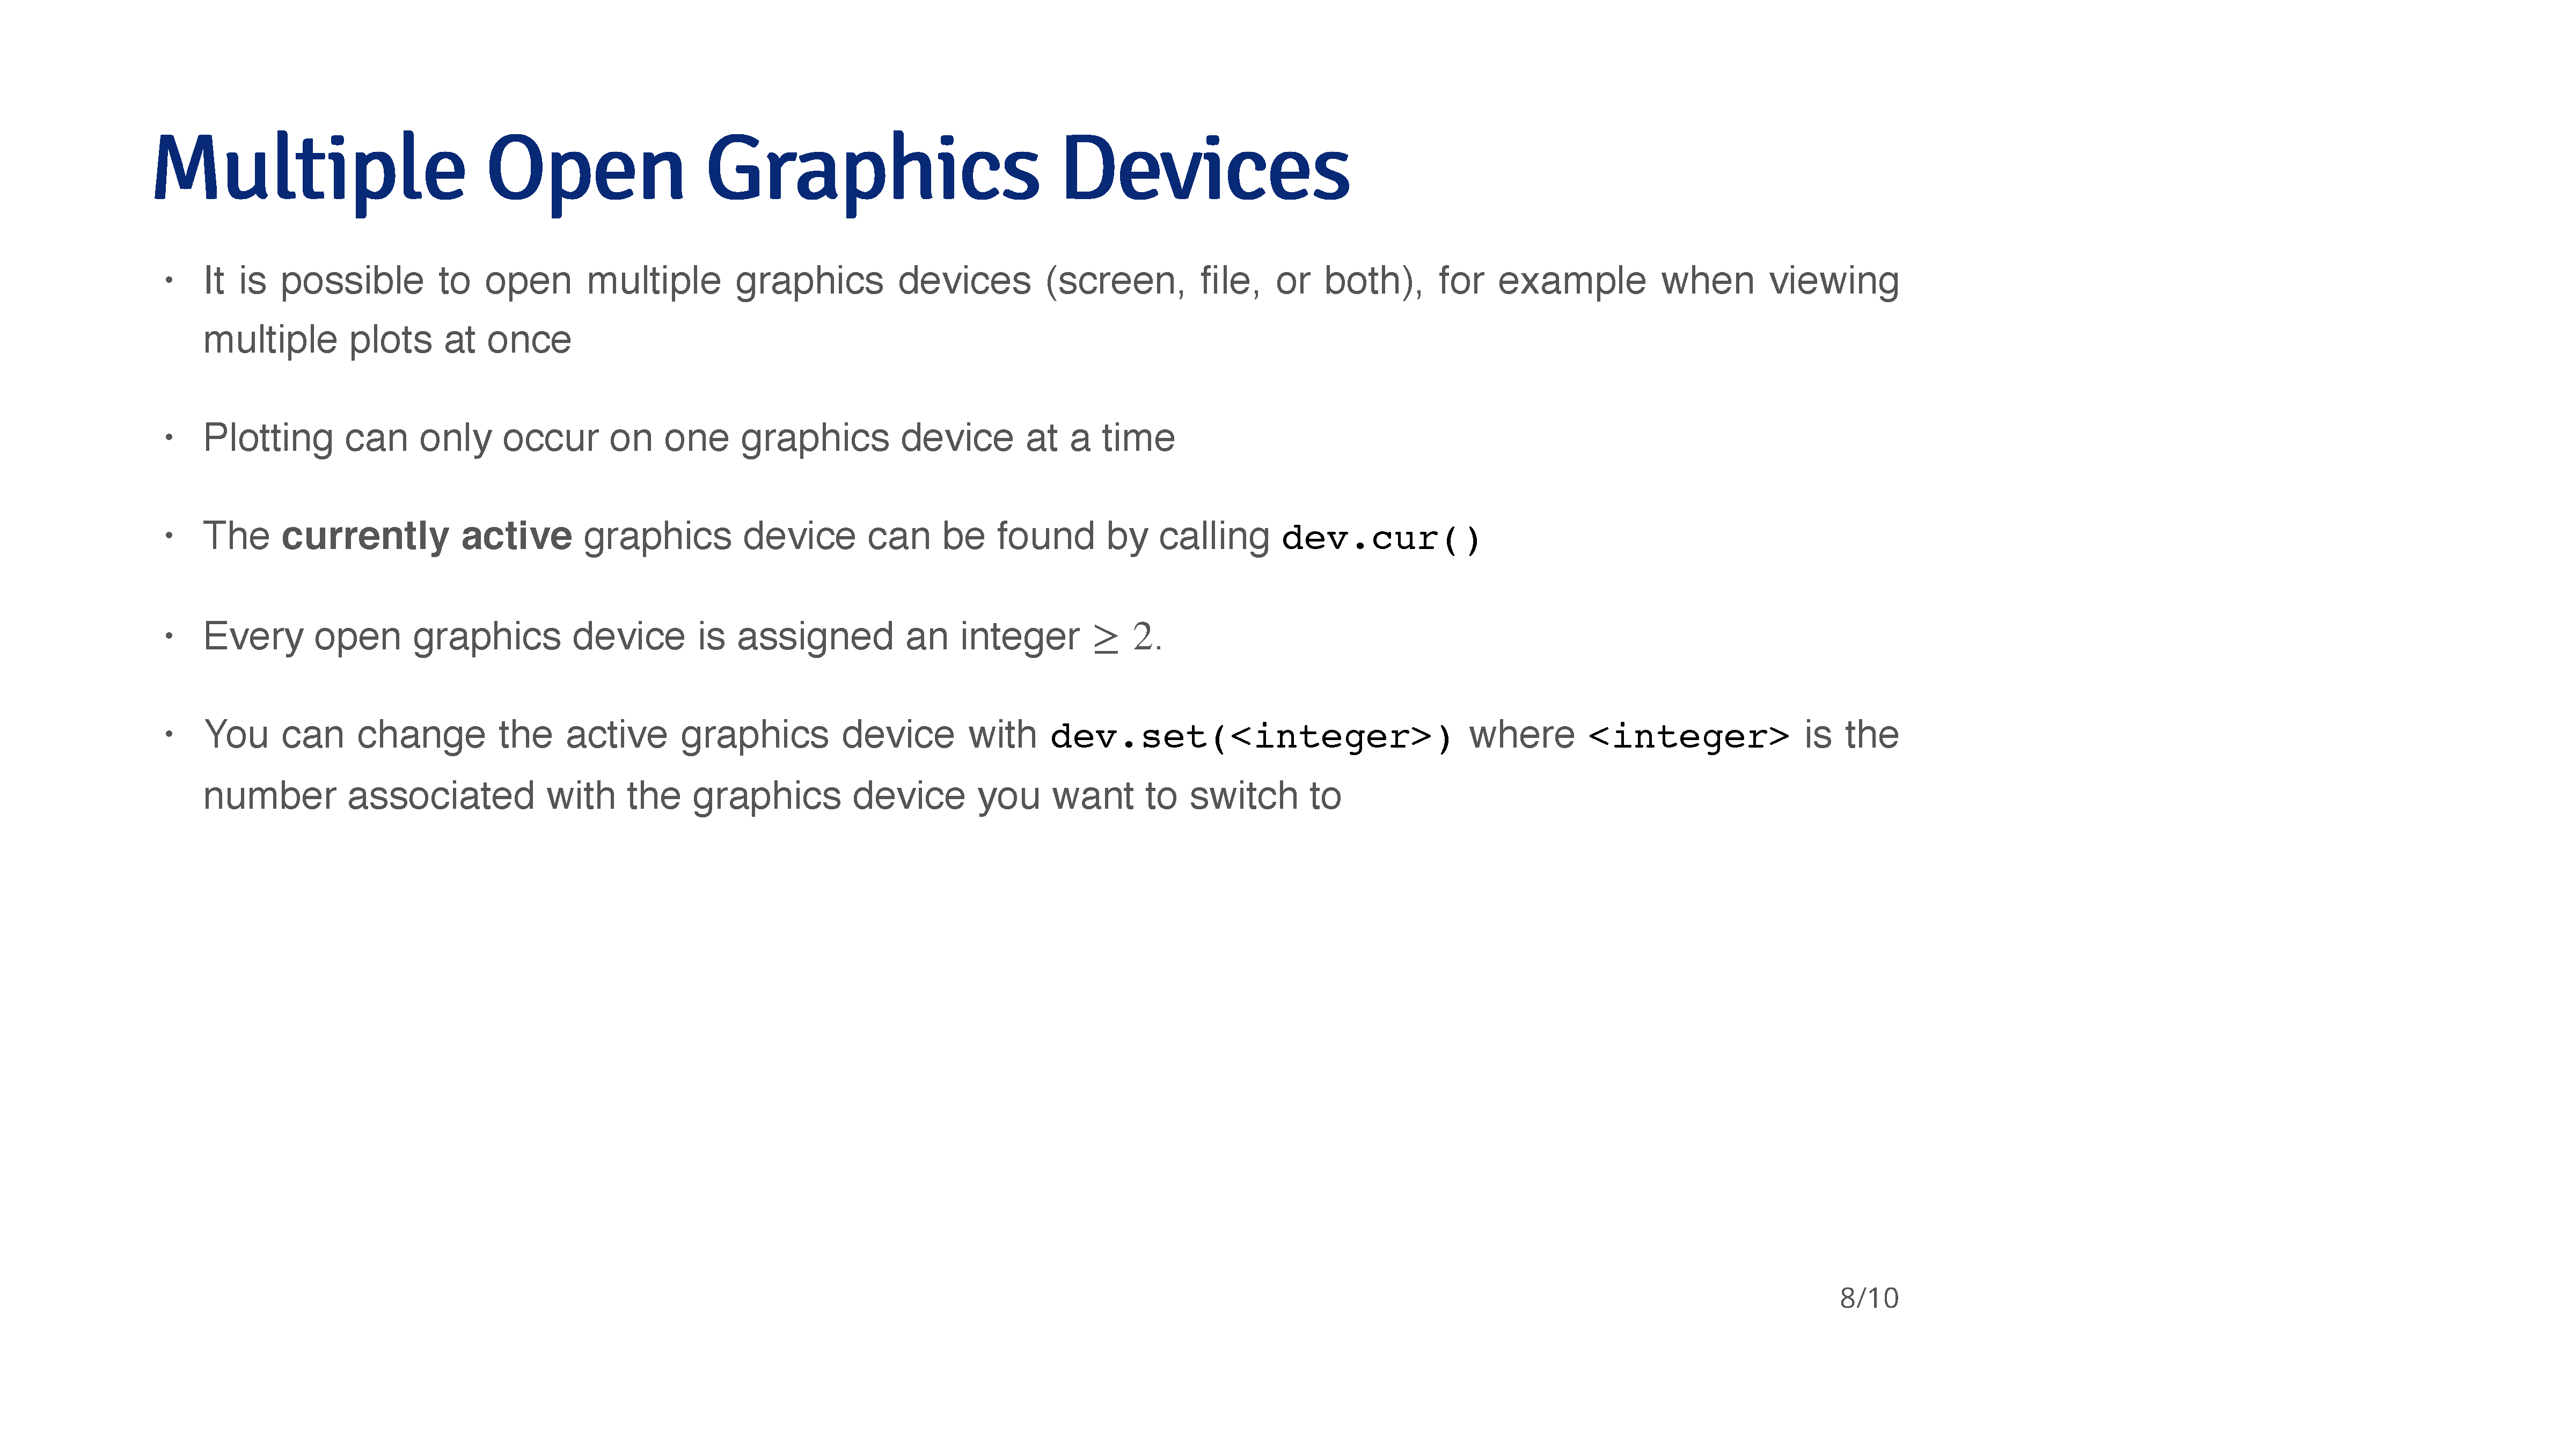 Multiple Open Graphics Devices
· It is possible to open multiple graphics devices (screen, file, or both), for example when viewing
multiple plots at once
· Plotting can only occur on one graphics device at a time
· The currently active graphics device can be found by calling dev.cur()
· Every open graphics device is assigned an integer ≥ 2.
· You can change the active graphics device with dev.set(<integer>) where <integer> is the
number associated with the graphics device you want to switch to
8/10